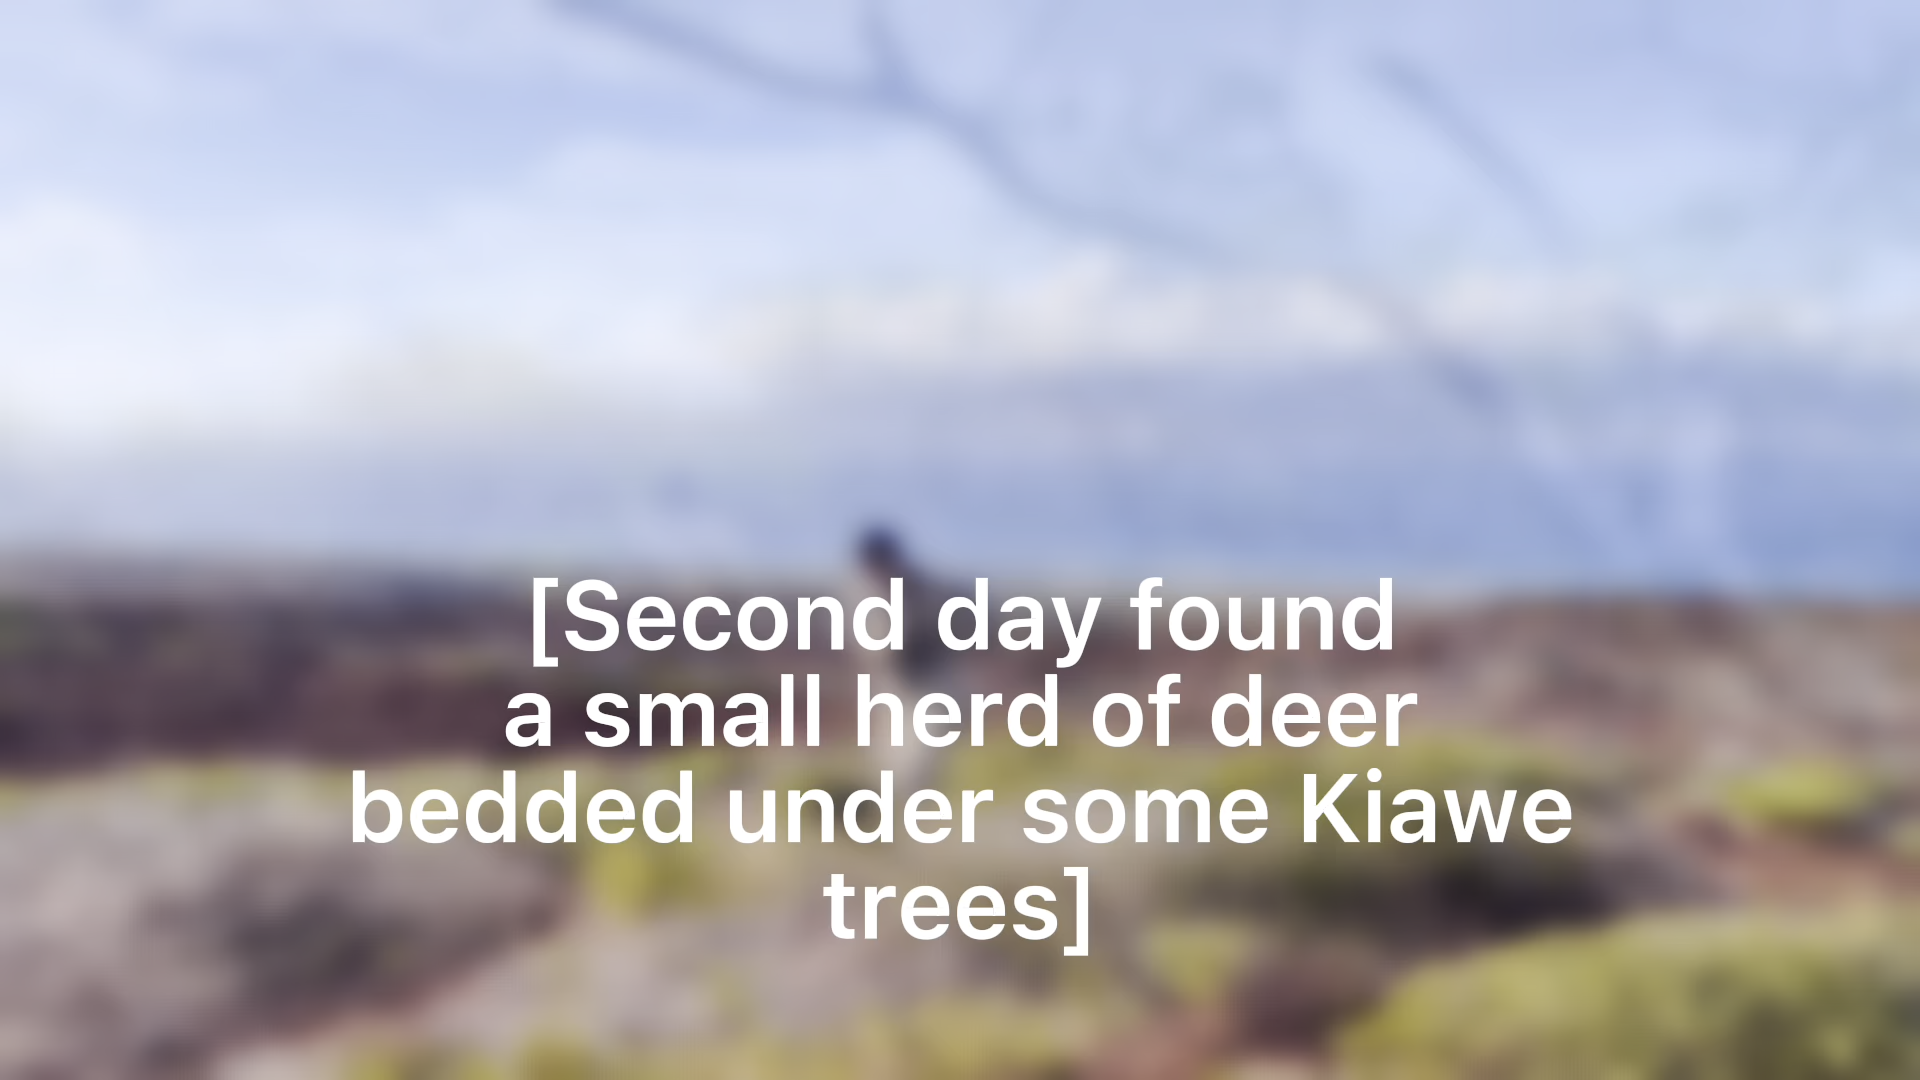 [Second day found
a small herd of deer
bedded under some Kiawe
trees]